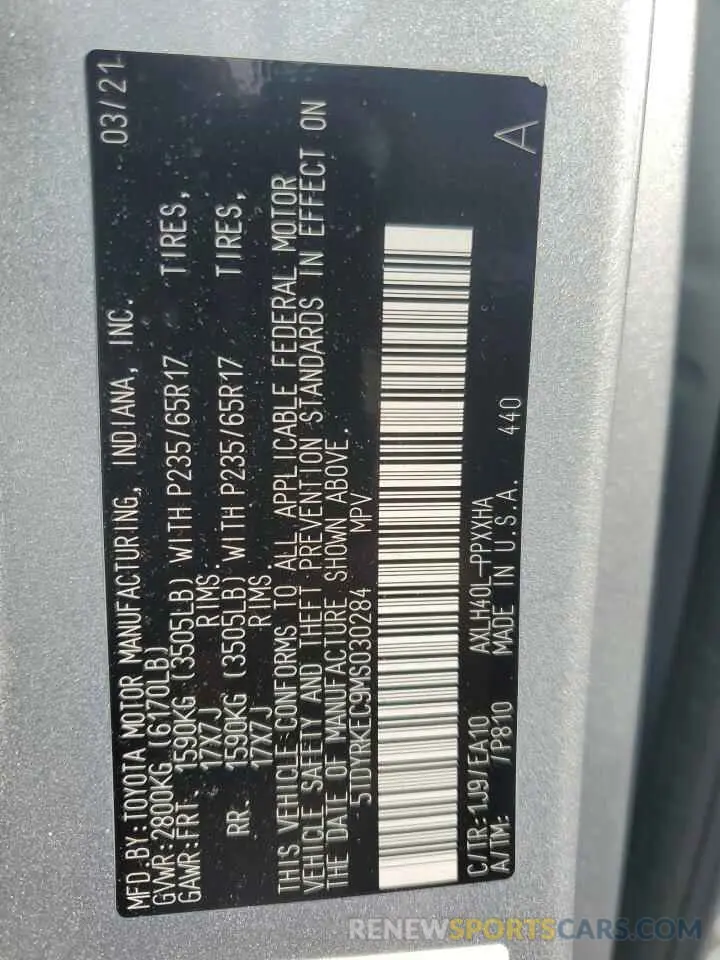 MFD.BY:TOYOTA MOTOR MANUFACTURING, INDIANA, INC. 03/21
GVWR:2800KG (6170LB)
GAWR:FRT. 1590KG (3505LB) WITH P235/65R17 TIRES,
17X7J RIMS.
RR. 1590KG (3505LB) WITH P235/65R17 TIRES,
17X7J RIMS
THIS VEHICLE CONFORMS TO ALL APPLICABLE FEDERAL MOTOR
VEHICLE SAFETY AND THEFT PREVENTION STANDARDS IN EFFECT ON
THE DATE OF MANUFACTURE SHOWN ABOVE.
5TDYRKEC9MS030284 MPV
A
C/TR:1J9/EA10 AXLH40L-PPXXHA
A/TM: /P810 MADE IN U.S.A. 440
RENEWSPORTSCARS.COM